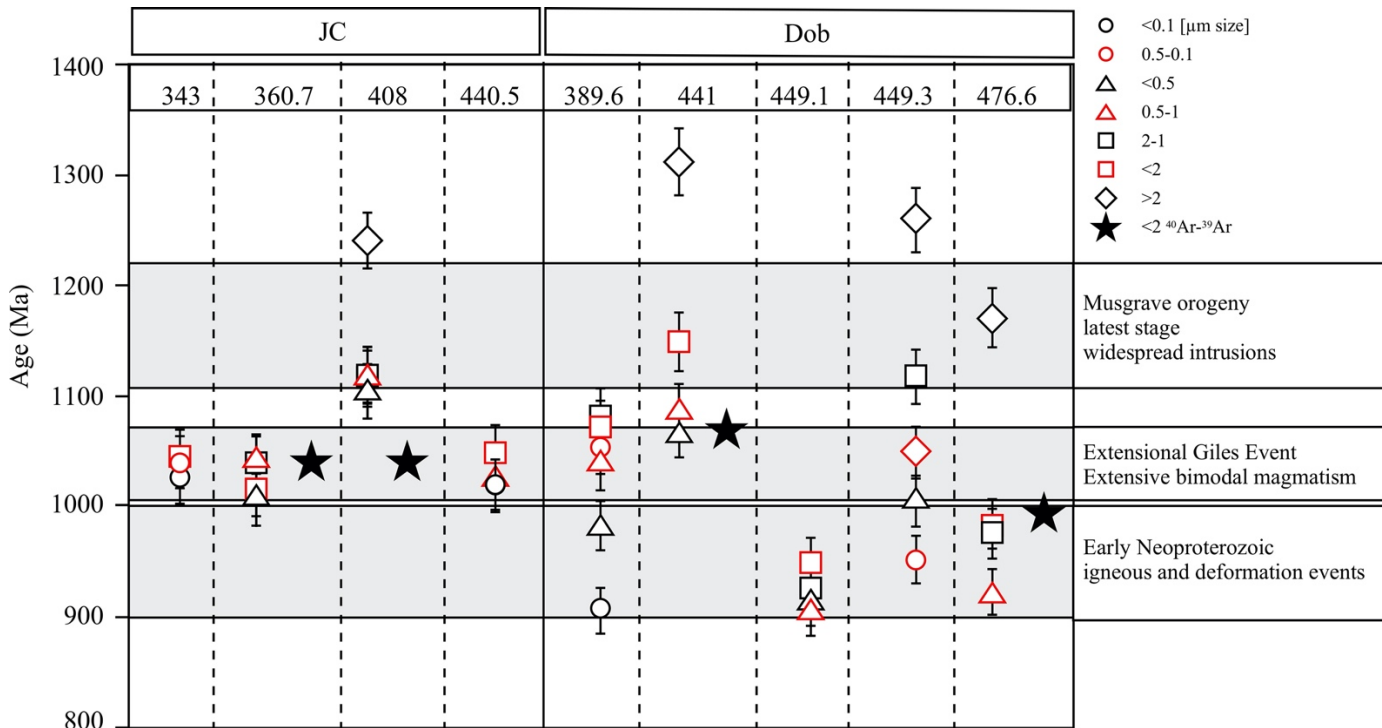 JC Dob
343 360.7 408 440.5 389.6 441 449.1 449.3 476.6
<0.1 [µm size]
0.5-0.1
<0.5
0.5-1
2-1
<2
>2
<2 ⁴⁰Ar-³⁹Ar
Age (Ma)
1400
1300
1200
1100
1000
900
800
Musgrave orogeny
latest stage
widespread intrusions
Extensional Giles Event
Extensive bimodal magmatism
Early Neoproterozoic
igneous and deformation events